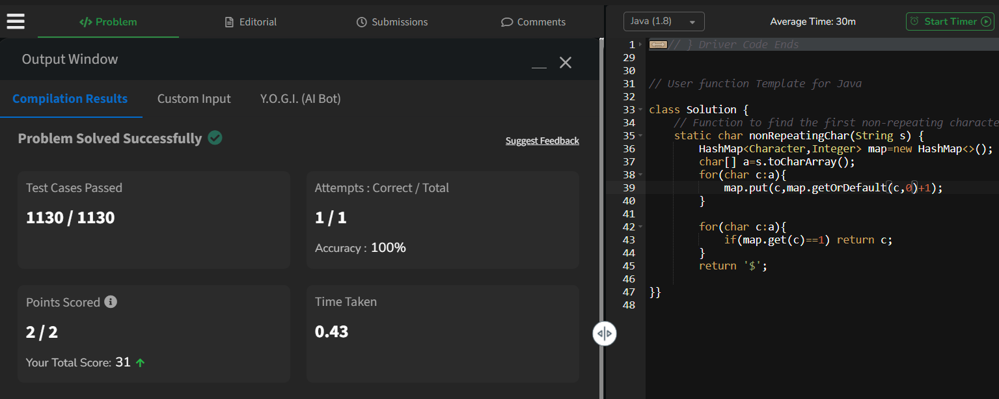 </> Problem
Editorial
Submissions
Comments
Output Window
Compilation Results
Custom Input
Y.O.G.I. (AI Bot)
Problem Solved Successfully
Suggest Feedback
Test Cases Passed
1130 / 1130
Attempts : Correct / Total
1 / 1
Accuracy : 100%
Points Scored
2 / 2
Your Total Score: 31
Time Taken
0.43
Java (1.8)
Average Time: 30m
Start Timer
1 // } Driver Code Ends
29
30
31 // User function Template for Java
32
33 class Solution {
34     // Function to find the first non-repeating characte
35     static char nonRepeatingChar(String s) {
36         HashMap<Character,Integer> map=new HashMap<>();
37         char[] a=s.toCharArray();
38         for(char c:a){
39             map.put(c,map.getOrDefault(c,0)+1);
40         }
41
42         for(char c:a){
43             if(map.get(c)==1) return c;
44         }
45         return '$';
46
47 }}
48